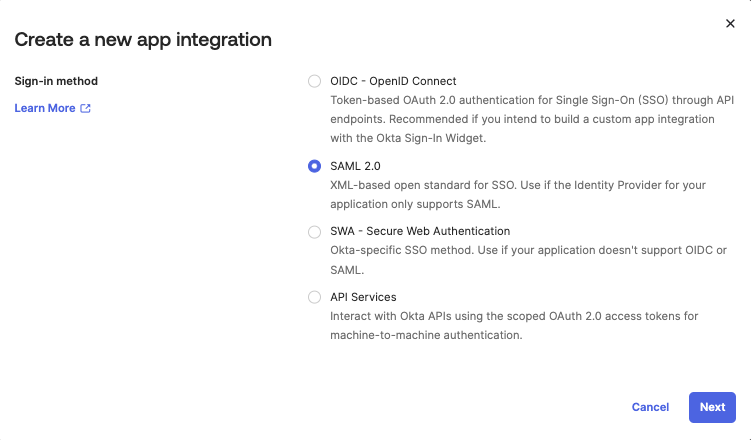 Create a new app integration
Sign-in method
Learn More
OIDC - OpenID Connect
Token-based OAuth 2.0 authentication for Single Sign-On (SSO) through API
endpoints. Recommended if you intend to build a custom app integration
with the Okta Sign-In Widget.
SAML 2.0
XML-based open standard for SSO. Use if the Identity Provider for your
application only supports SAML.
SWA - Secure Web Authentication
Okta-specific SSO method. Use if your application doesn't support OIDC or
SAML.
API Services
Interact with Okta APIs using the scoped OAuth 2.0 access tokens for
machine-to-machine authentication.
Cancel
Next